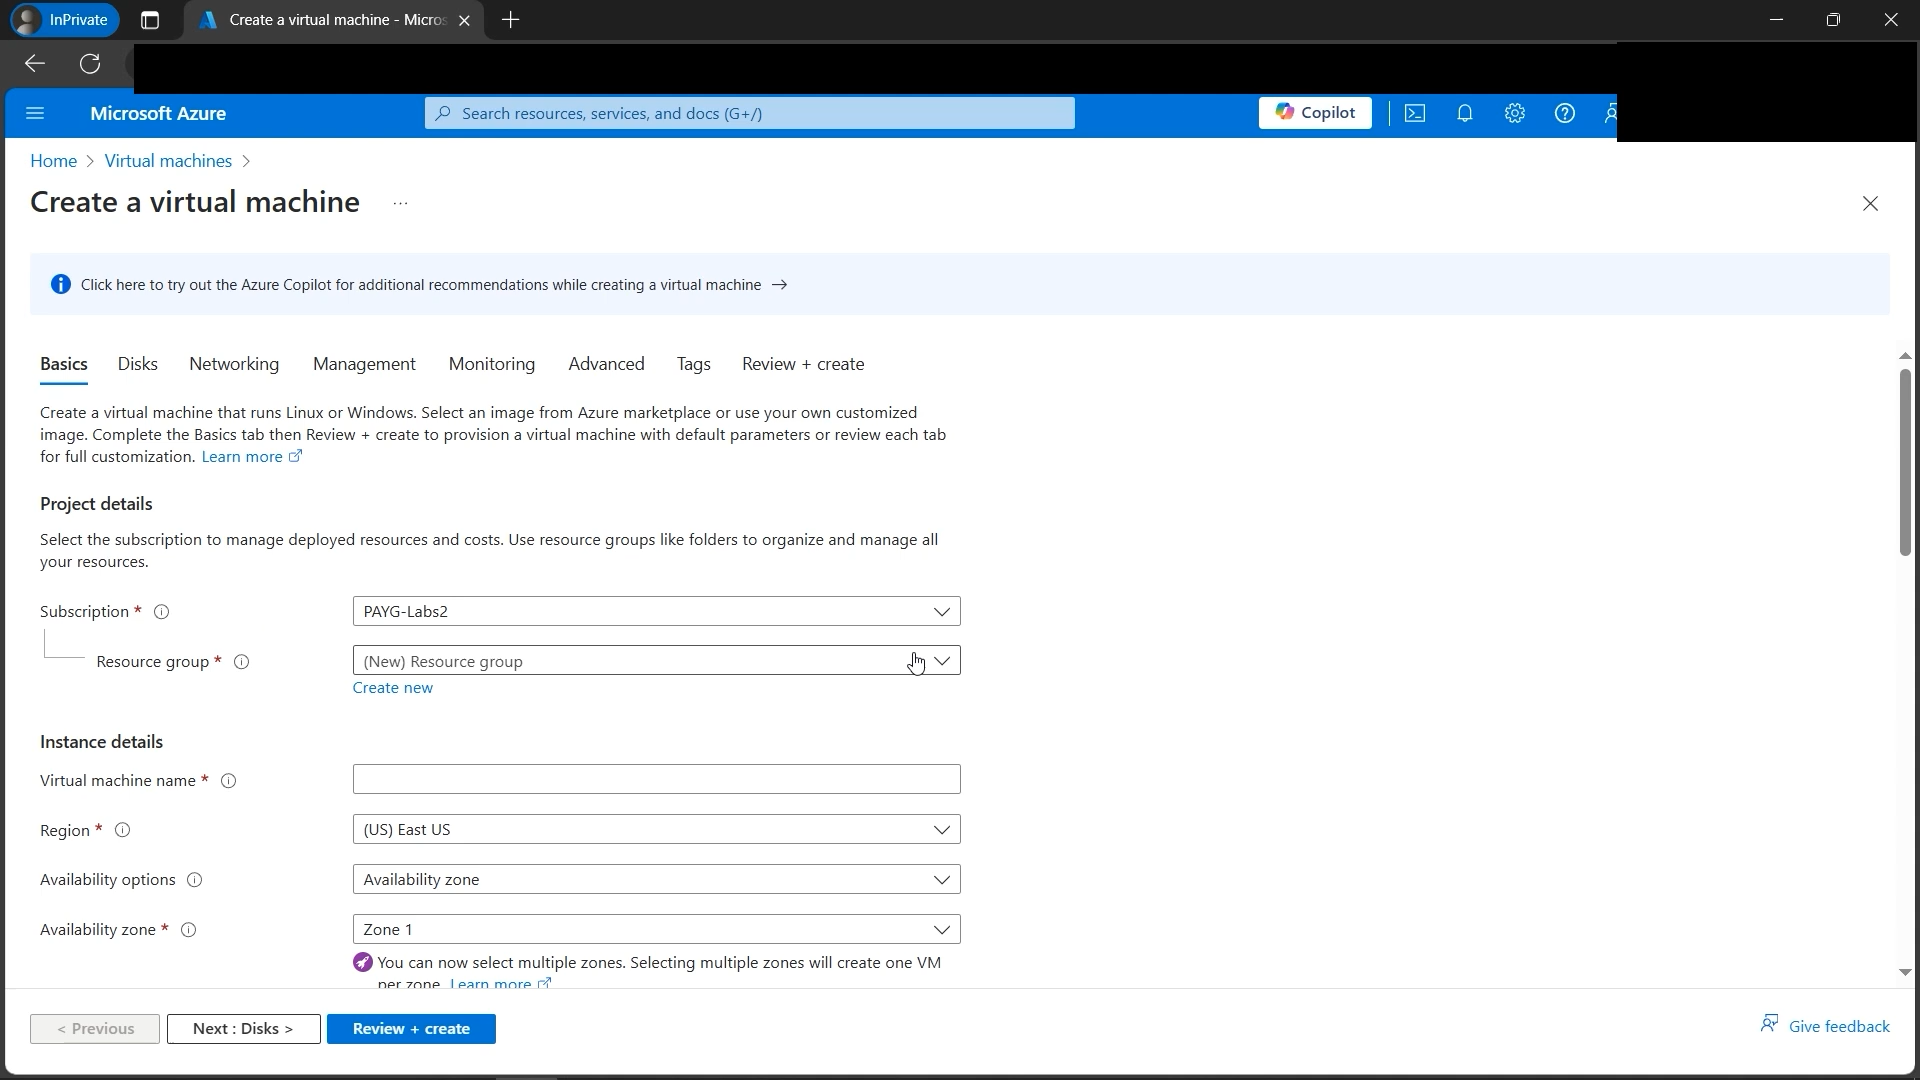 InPrivate
Create a virtual machine - Micros
Microsoft Azure
Search resources, services, and docs (G+/)
Copilot
Home > Virtual machines >
Create a virtual machine ...
Click here to try out the Azure Copilot for additional recommendations while creating a virtual machine →
Basics Disks Networking Management Monitoring Advanced Tags Review + create
Create a virtual machine that runs Linux or Windows. Select an image from Azure marketplace or use your own customized
image. Complete the Basics tab then Review + create to provision a virtual machine with default parameters or review each tab
for full customization. Learn more
Project details
Select the subscription to manage deployed resources and costs. Use resource groups like folders to organize and manage all
your resources.
Subscription * PAYG-Labs2
Resource group * (New) Resource group
Create new
Instance details
Virtual machine name *
Region * (US) East US
Availability options Availability zone
Availability zone * Zone 1
You can now select multiple zones. Selecting multiple zones will create one VM
per zone. Learn more
< Previous Next : Disks > Review + create Give feedback